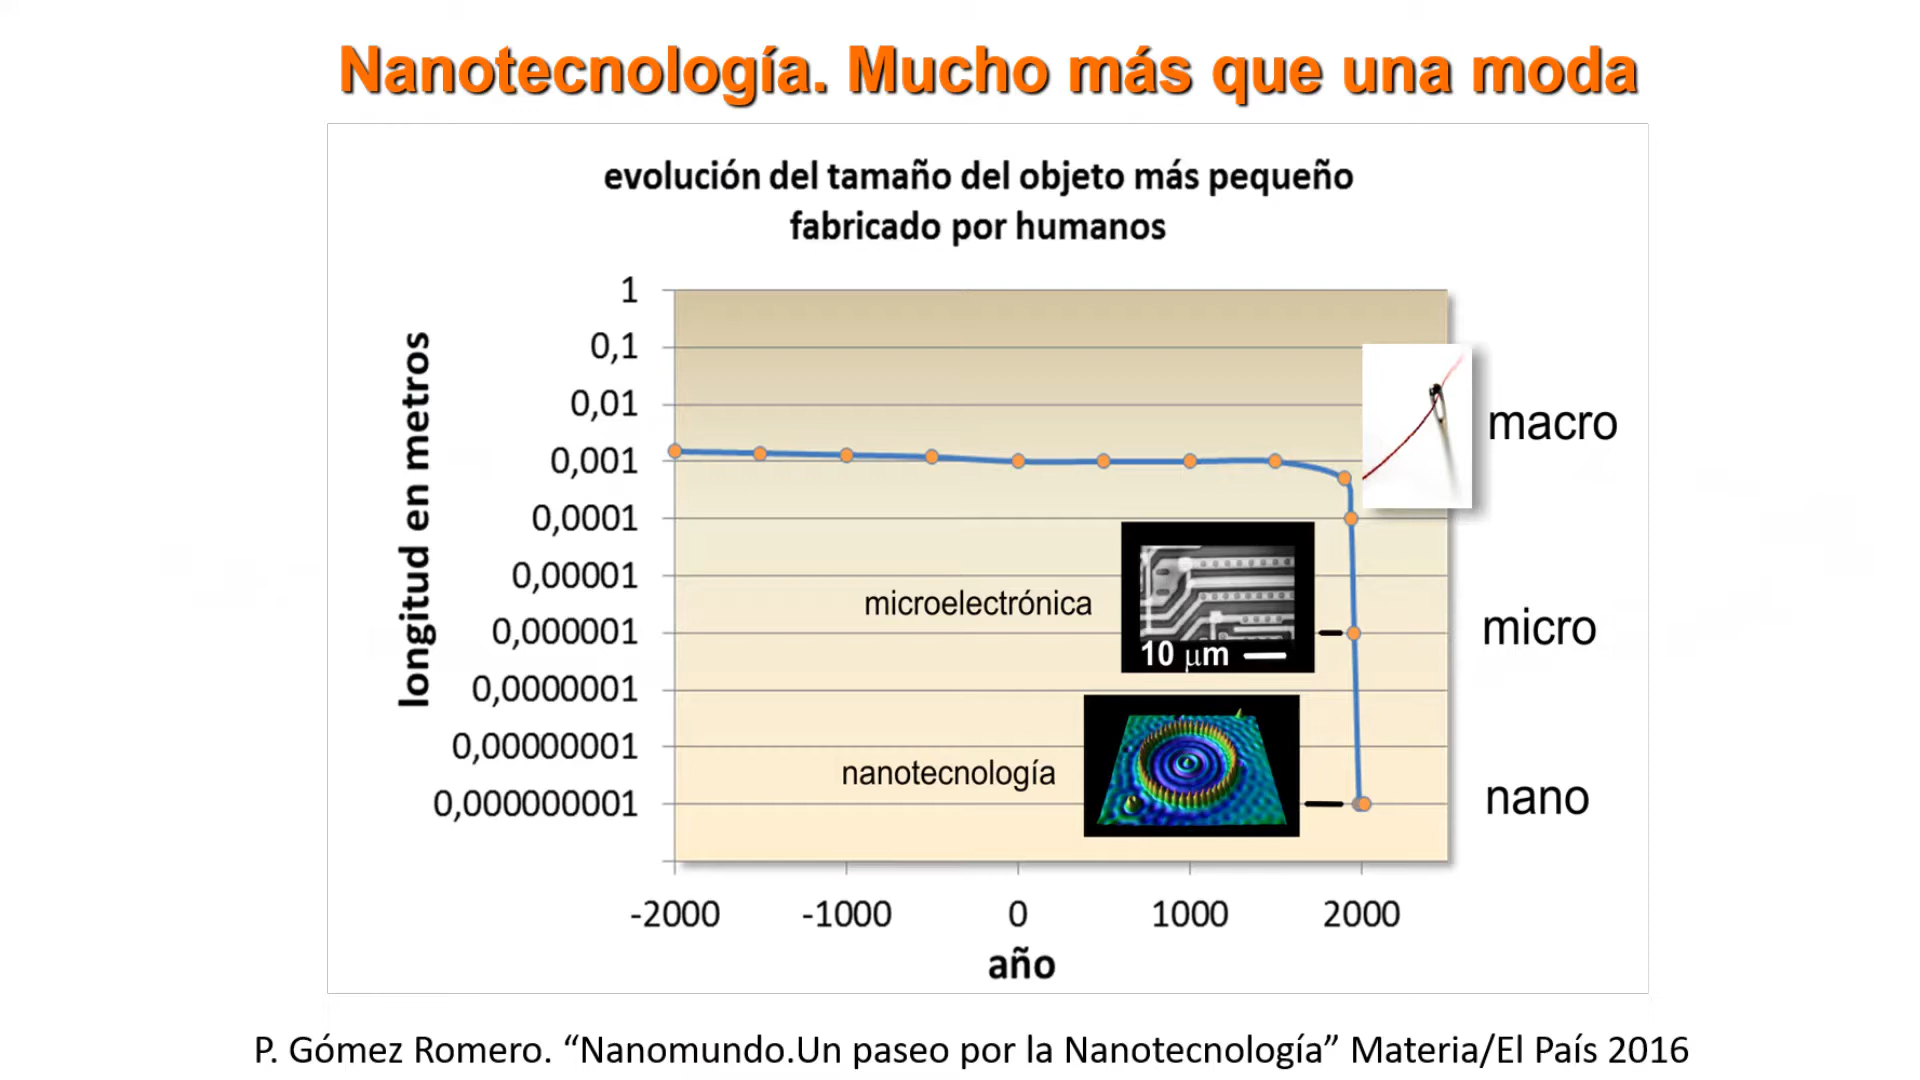 Nanotecnología. Mucho más que una moda
evolución del tamaño del objeto más pequeño
fabricado por humanos
longitud en metros
1
0,1
0,01
0,001
0,0001
0,00001
0,000001
0,0000001
0,00000001
0,000000001
macro
microelectrónica
10 μm
micro
nanotecnología
nano
-2000
-1000
0
1000
2000
año
P. Gómez Romero. “Nanomundo.Un paseo por la Nanotecnología” Materia/El País 2016